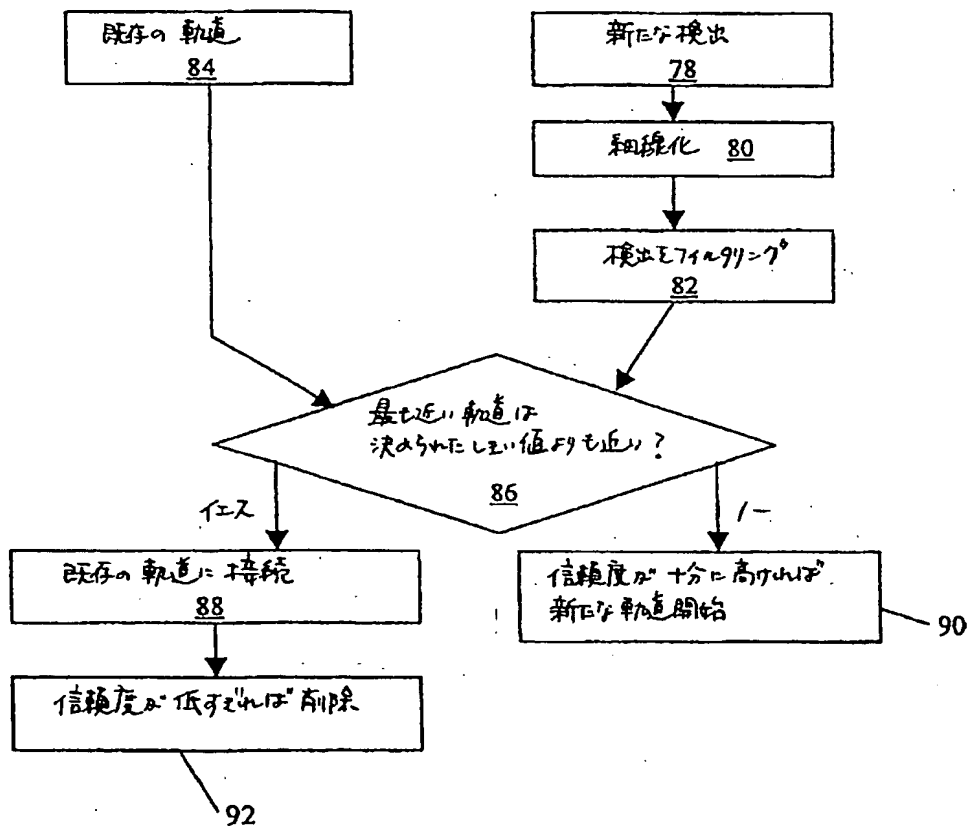 既存の軌道
84
新たな検出
78
細線化 80
検出をフィルタリング
82
最も近い軌道は
決められたしきい値よりも近い?
86
イエス
ノー
既存の軌道に接続
88
信頼度が十分に高ければ
新たな軌道開始
90
信頼度が低すぎれば削除
92